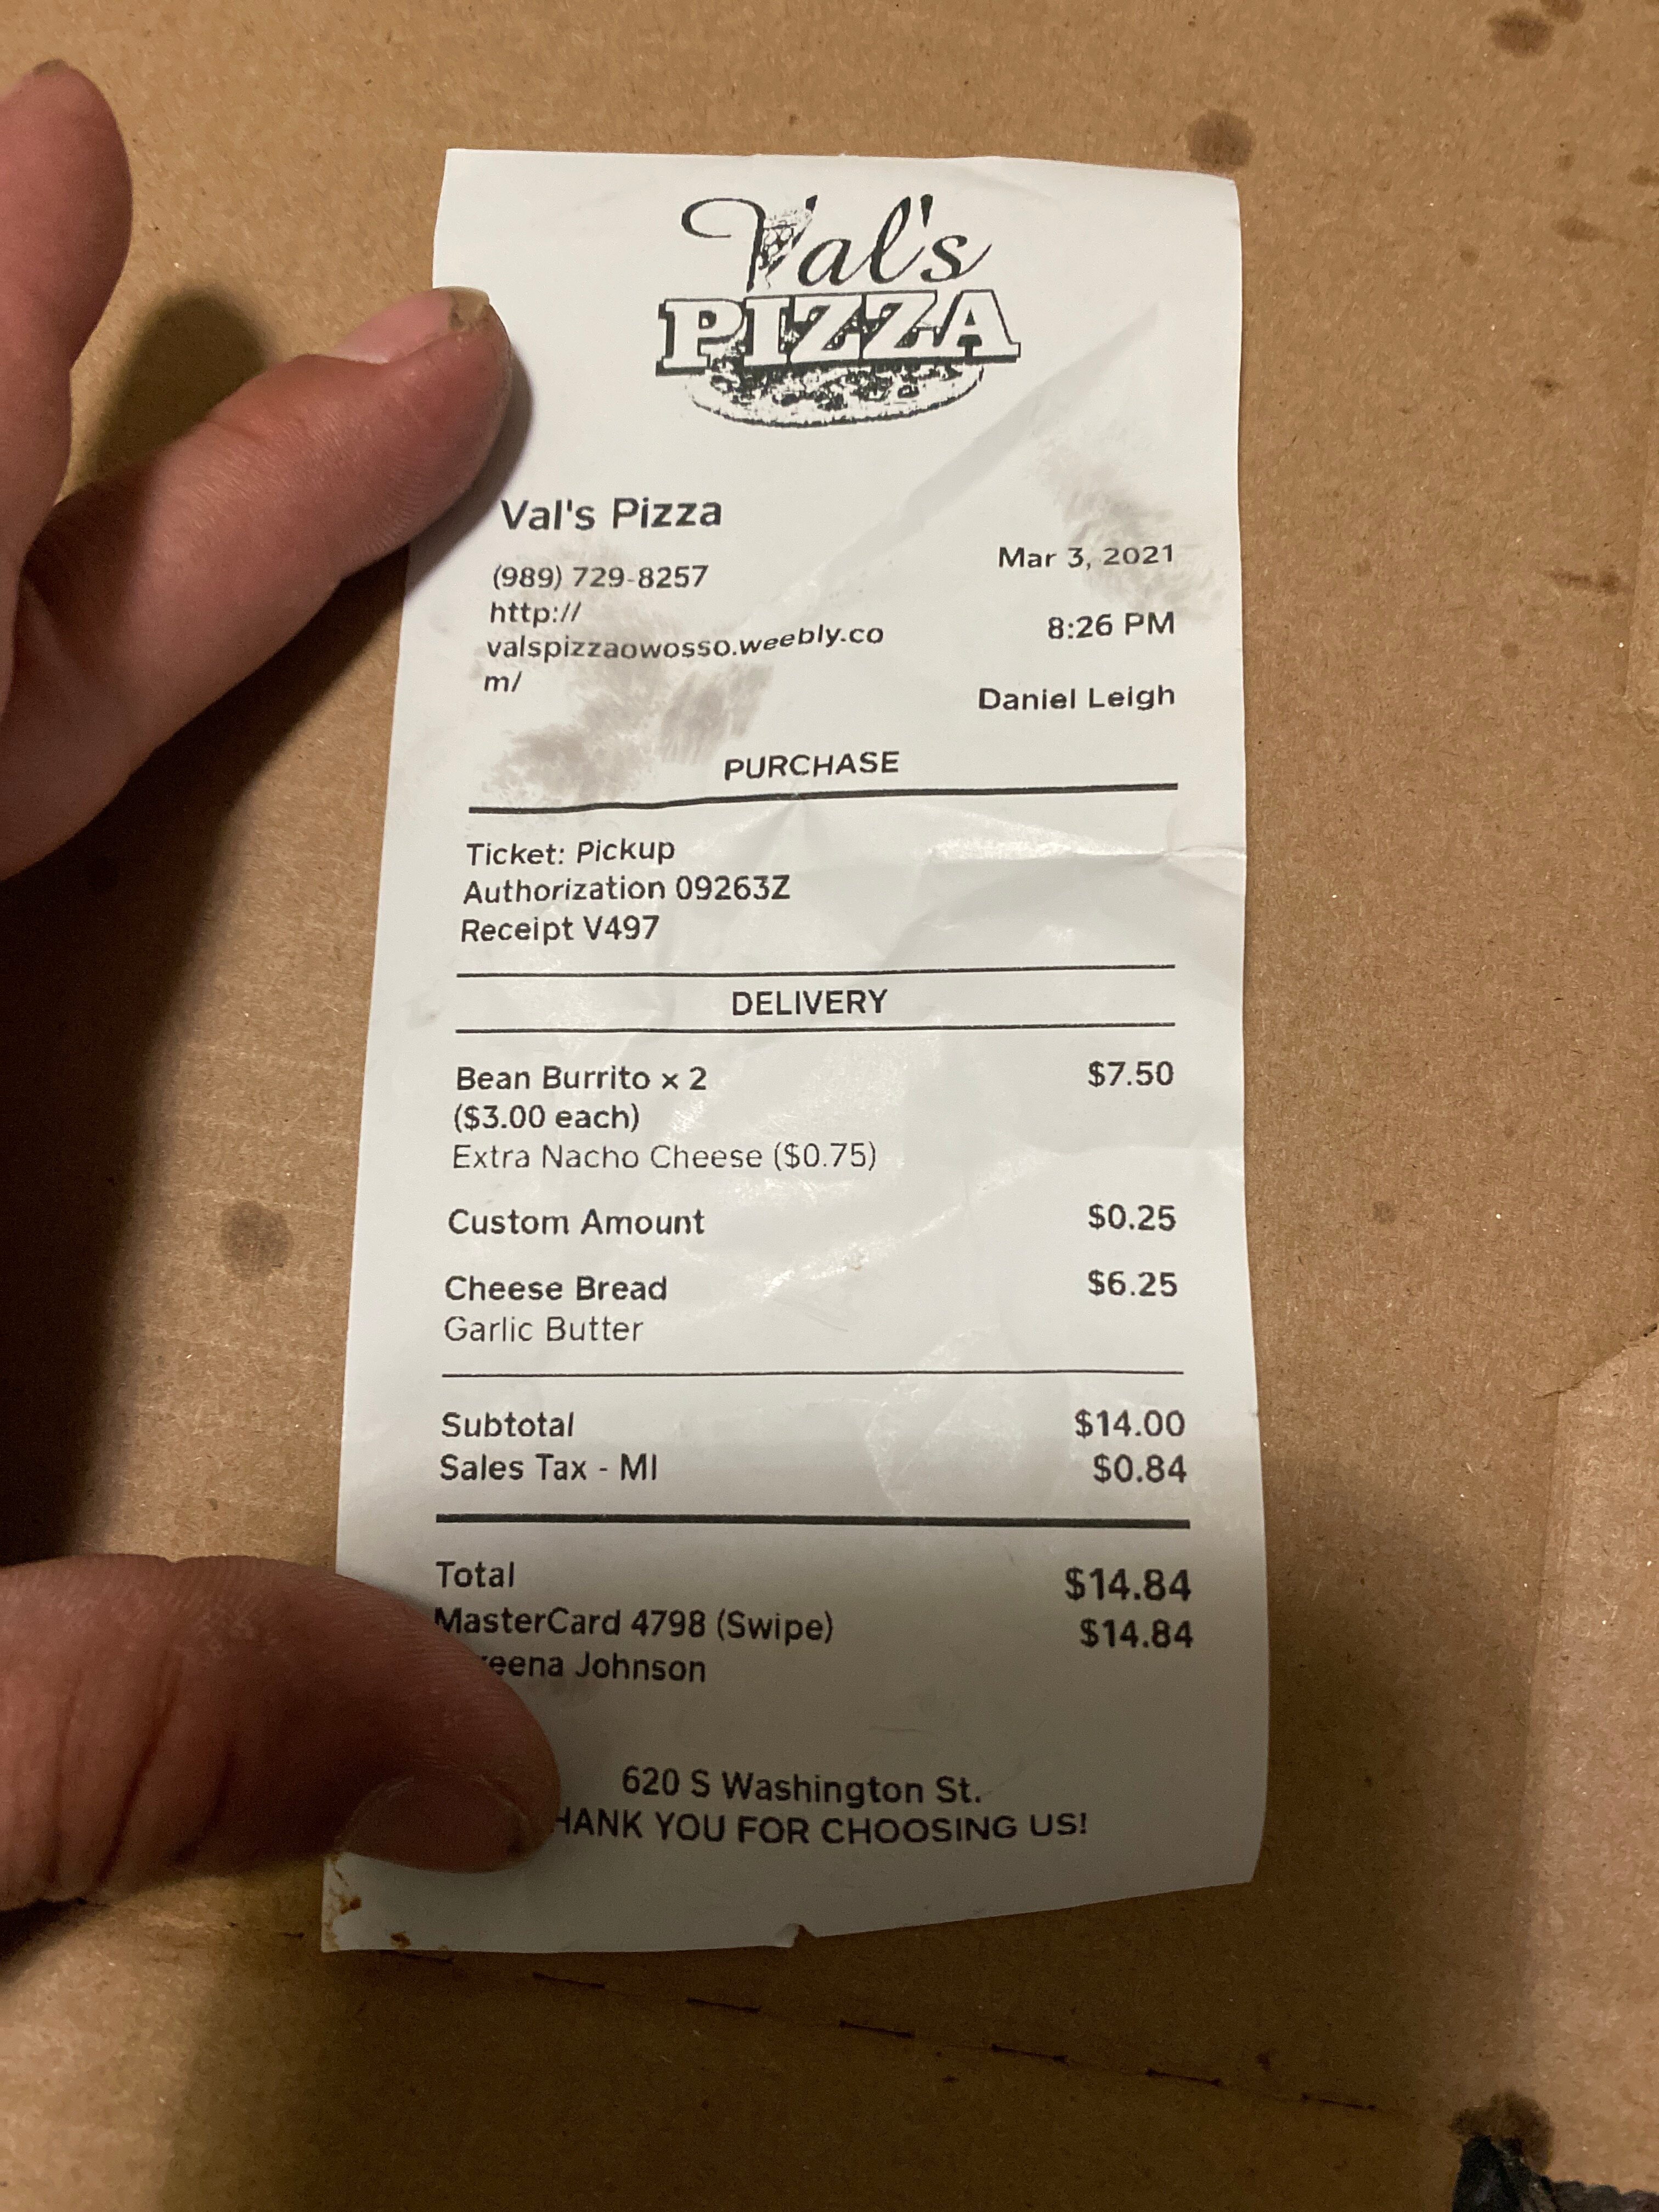 Val's
PIZZA
Val's Pizza
(989) 729-8257
http://
valspizzaowosso.weebly.co
m/
Mar 3, 2021
8:26 PM
Daniel Leigh
PURCHASE
Ticket: Pickup
Authorization 09263Z
Receipt V497
DELIVERY
Bean Burrito x 2 $7.50
($3.00 each)
Extra Nacho Cheese ($0.75)
Custom Amount $0.25
Cheese Bread $6.25
Garlic Butter
Subtotal $14.00
Sales Tax - MI $0.84
Total $14.84
MasterCard 4798 (Swipe) $14.84
Johnson
620 S Washington St.
HANK YOU FOR CHOOSING US!